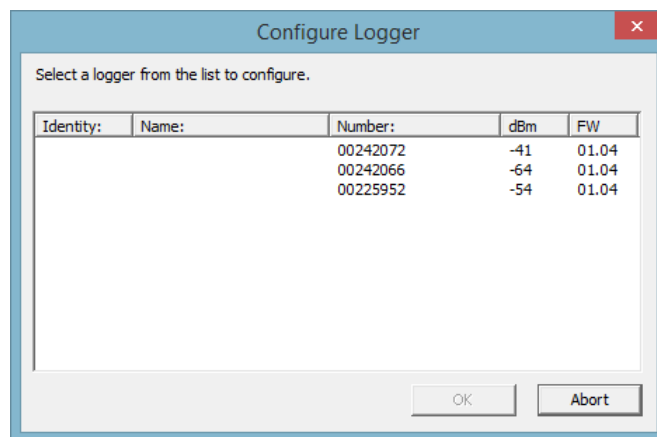 Configure Logger
Select a logger from the list to configure.
Identity: Name: Number: dBm FW
00242072 -41 01.04
00242066 -64 01.04
00225952 -54 01.04
OK Abort